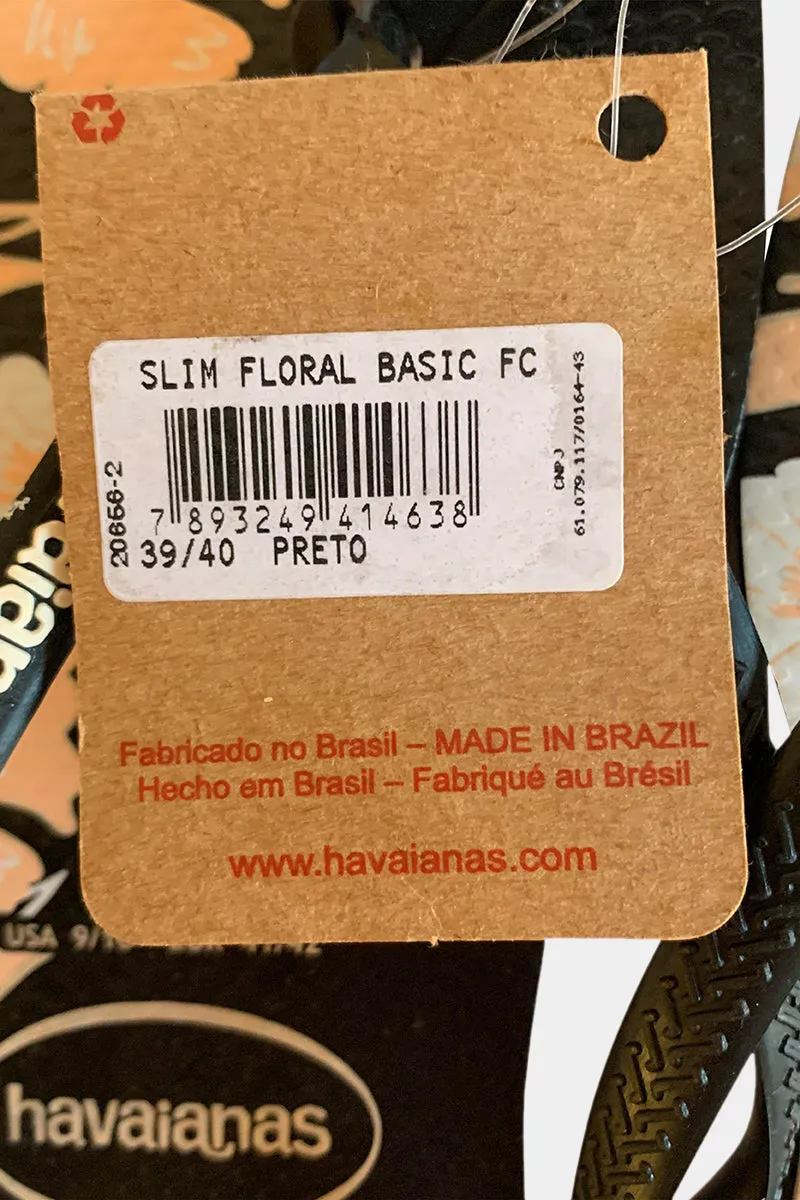 SLIM FLORAL BASIC FC
20656-2
7 893249 414638
39/40 PRETO
CNPJ
61.079.117/0164-43
Fabricado no Brasil – MADE IN BRAZIL
Hecho em Brasil – Fabriqué au Brésil
www.havaianas.com
USA 9/10
havaianas